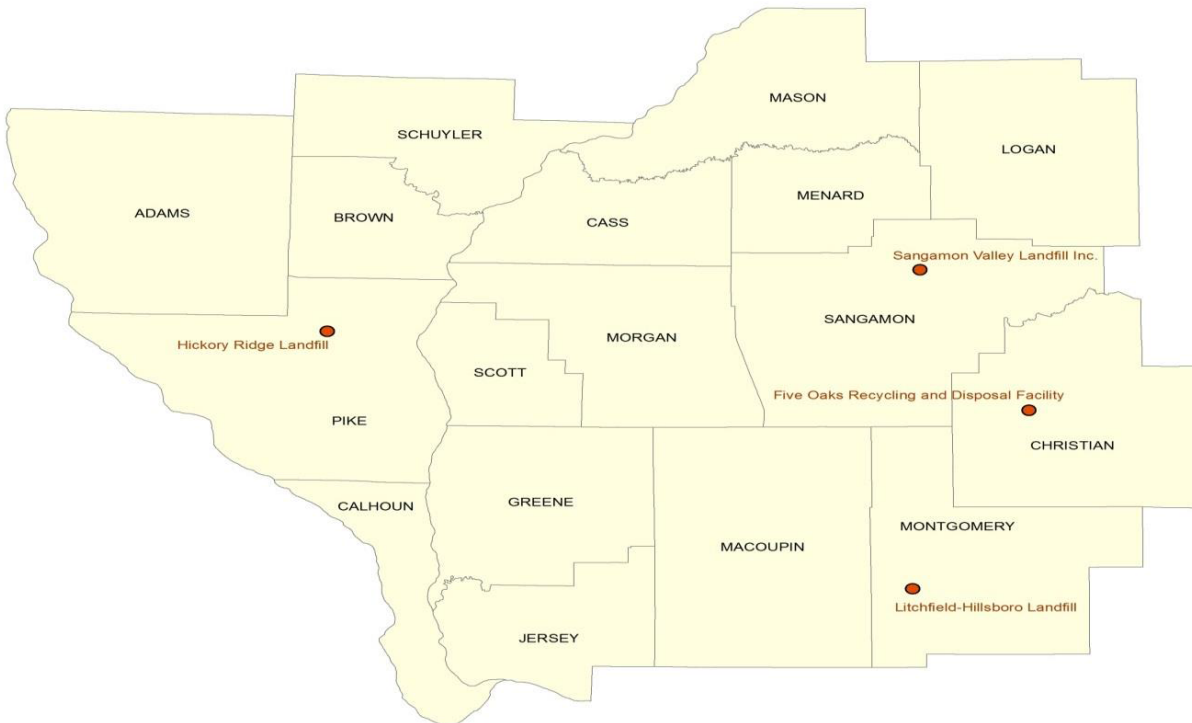 MASON
SCHUYLER
LOGAN
ADAMS
BROWN
CASS
MENARD
Sangamon Valley Landfill Inc.
SANGAMON
MORGAN
Hickory Ridge Landfill
SCOTT
Five Oaks Recycling and Disposal Facility
PIKE
CHRISTIAN
CALHOUN
GREENE
MONTGOMERY
MACOUPIN
Litchfield-Hillsboro Landfill
JERSEY